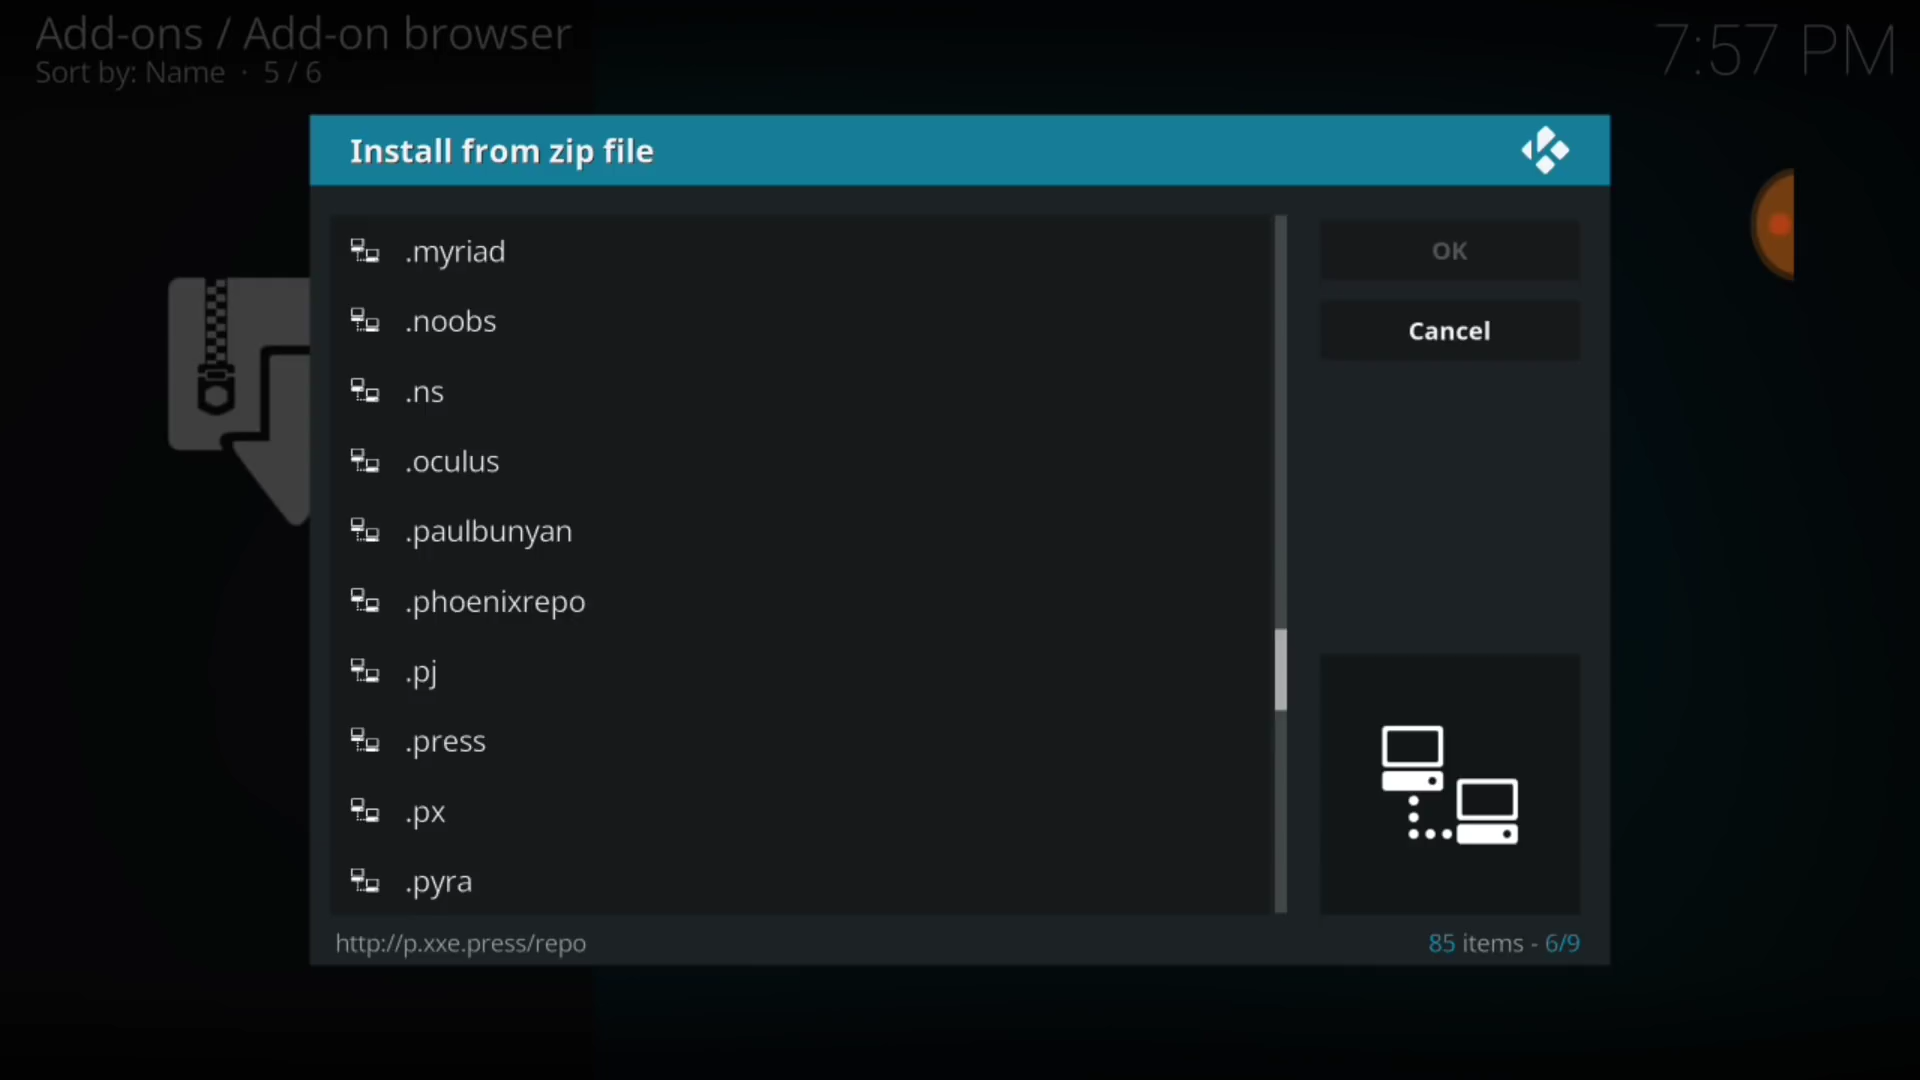 Add-ons / Add-on browser
Sort by: Name · 5 / 6
7:57 PM
Install from zip file
.myriad
.noobs
.ns
.oculus
.paulbunyan
.phoenixrepo
.pj
.press
.px
.pyra
OK
Cancel
http://p.xxe.press/repo
85 items - 6/9